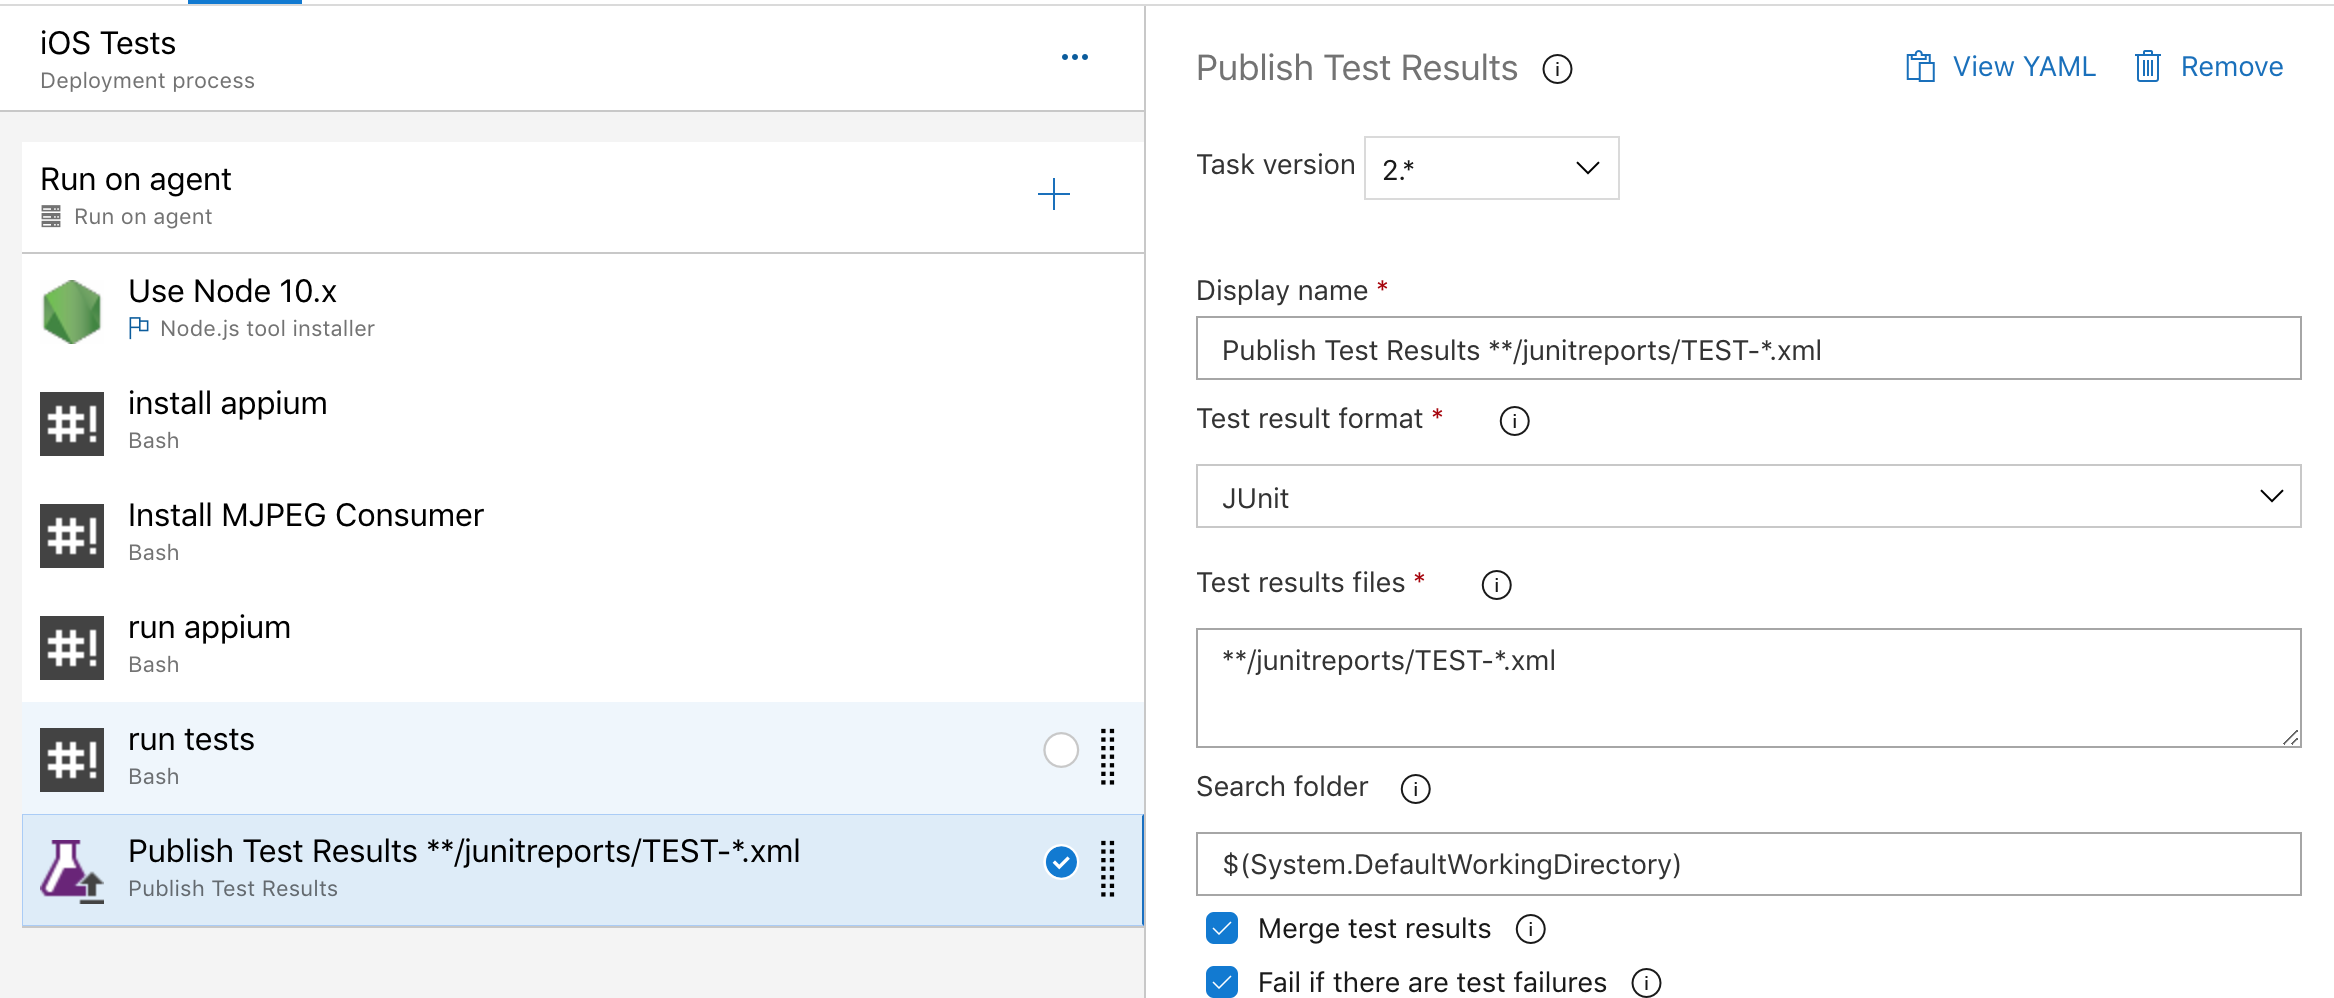 iOS Tests
Deployment process
Run on agent
Run on agent
Use Node 10.x
Node.js tool installer
#!
install appium
Bash
#!
Install MJPEG Consumer
Bash
#!
run appium
Bash
#!
run tests
Bash
Publish Test Results **/junitreports/TEST-*.xml
Publish Test Results
Publish Test Results
View YAML
Remove
Task version
2.*
Display name *
Publish Test Results **/junitreports/TEST-*.xml
Test result format *
JUnit
Test results files *
**/junitreports/TEST-*.xml
Search folder
$(System.DefaultWorkingDirectory)
Merge test results
Fail if there are test failures